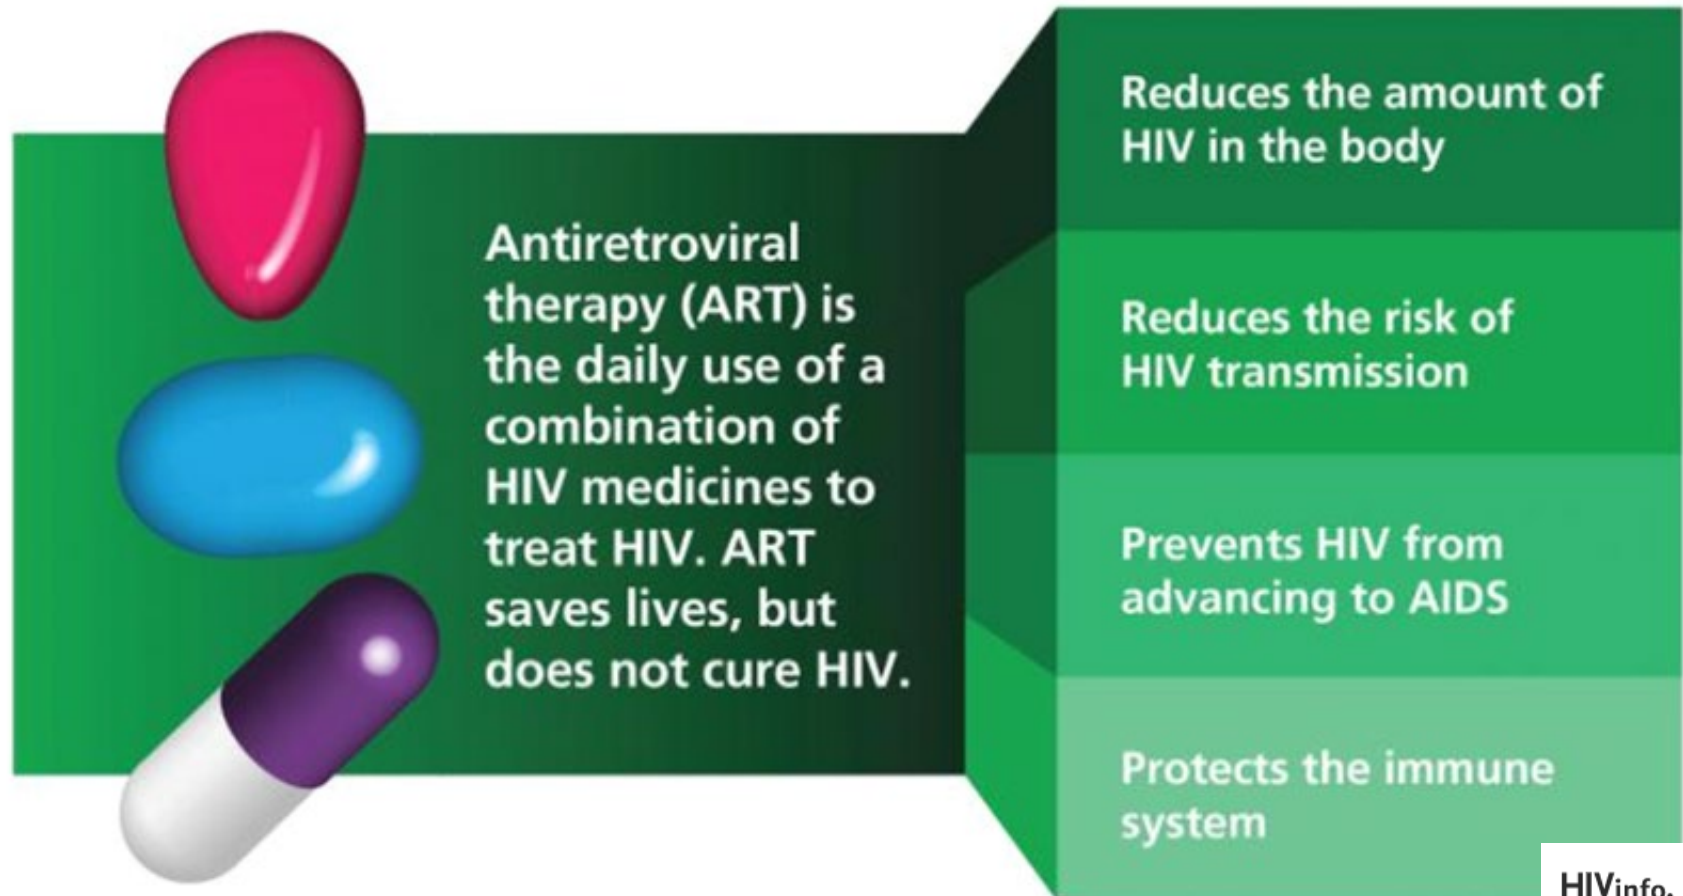 Antiretroviral
therapy (ART) is
the daily use of a
combination of
HIV medicines to
treat HIV. ART
saves lives, but
does not cure HIV.
Reduces the amount of
HIV in the body
Reduces the risk of
HIV transmission
Prevents HIV from
advancing to AIDS
Protects the immune
system
HIVinfo.